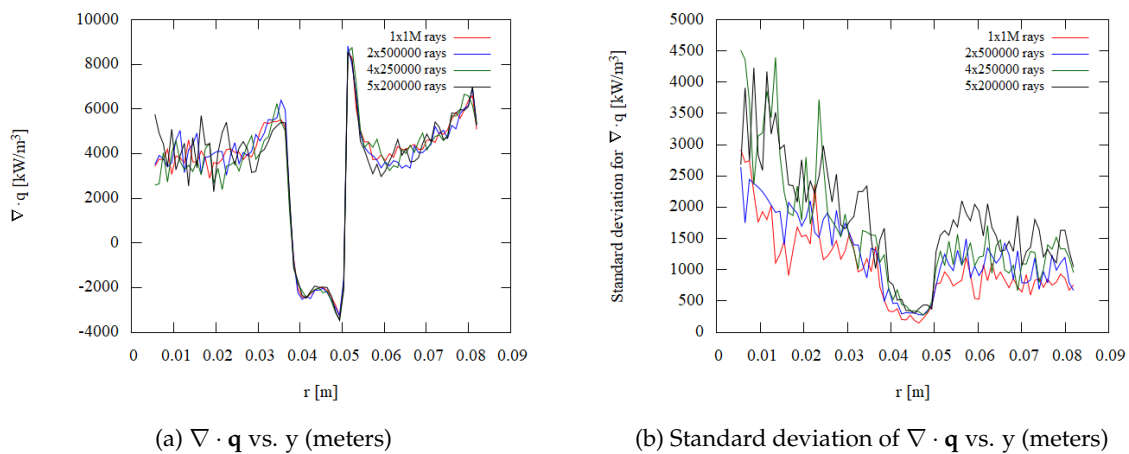 10000
8000
6000
4000
2000
0
-2000
-4000
∇ · q [kW/m³]
1x1M rays
2x500000 rays
4x250000 rays
5x200000 rays
0 0.01 0.02 0.03 0.04 0.05 0.06 0.07 0.08 0.09
r [m]
(a) ∇ · q vs. y (meters)
5000
4500
4000
3500
3000
2500
2000
1500
1000
500
0
Standard deviation for ∇ · q [kW/m³]
1x1M rays
2x500000 rays
4x250000 rays
5x200000 rays
0 0.01 0.02 0.03 0.04 0.05 0.06 0.07 0.08 0.09
r [m]
(b) Standard deviation of ∇ · q vs. y (meters)